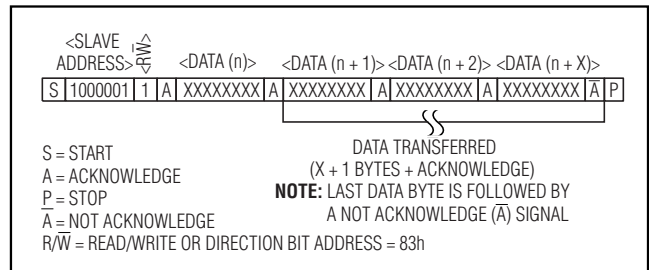 <SLAVE
ADDRESS> <R/W̅> <DATA (n)> <DATA (n + 1)> <DATA (n + 2)> <DATA (n + X)>
S 1000001 1 A XXXXXXXX A XXXXXXXX A XXXXXXXX A XXXXXXXX A̅ P
S = START
A = ACKNOWLEDGE
P = STOP
A̅ = NOT ACKNOWLEDGE
R/W̅ = READ/WRITE OR DIRECTION BIT ADDRESS = 83h
DATA TRANSFERRED
(X + 1 BYTES + ACKNOWLEDGE)
NOTE: LAST DATA BYTE IS FOLLOWED BY
A NOT ACKNOWLEDGE (A̅) SIGNAL